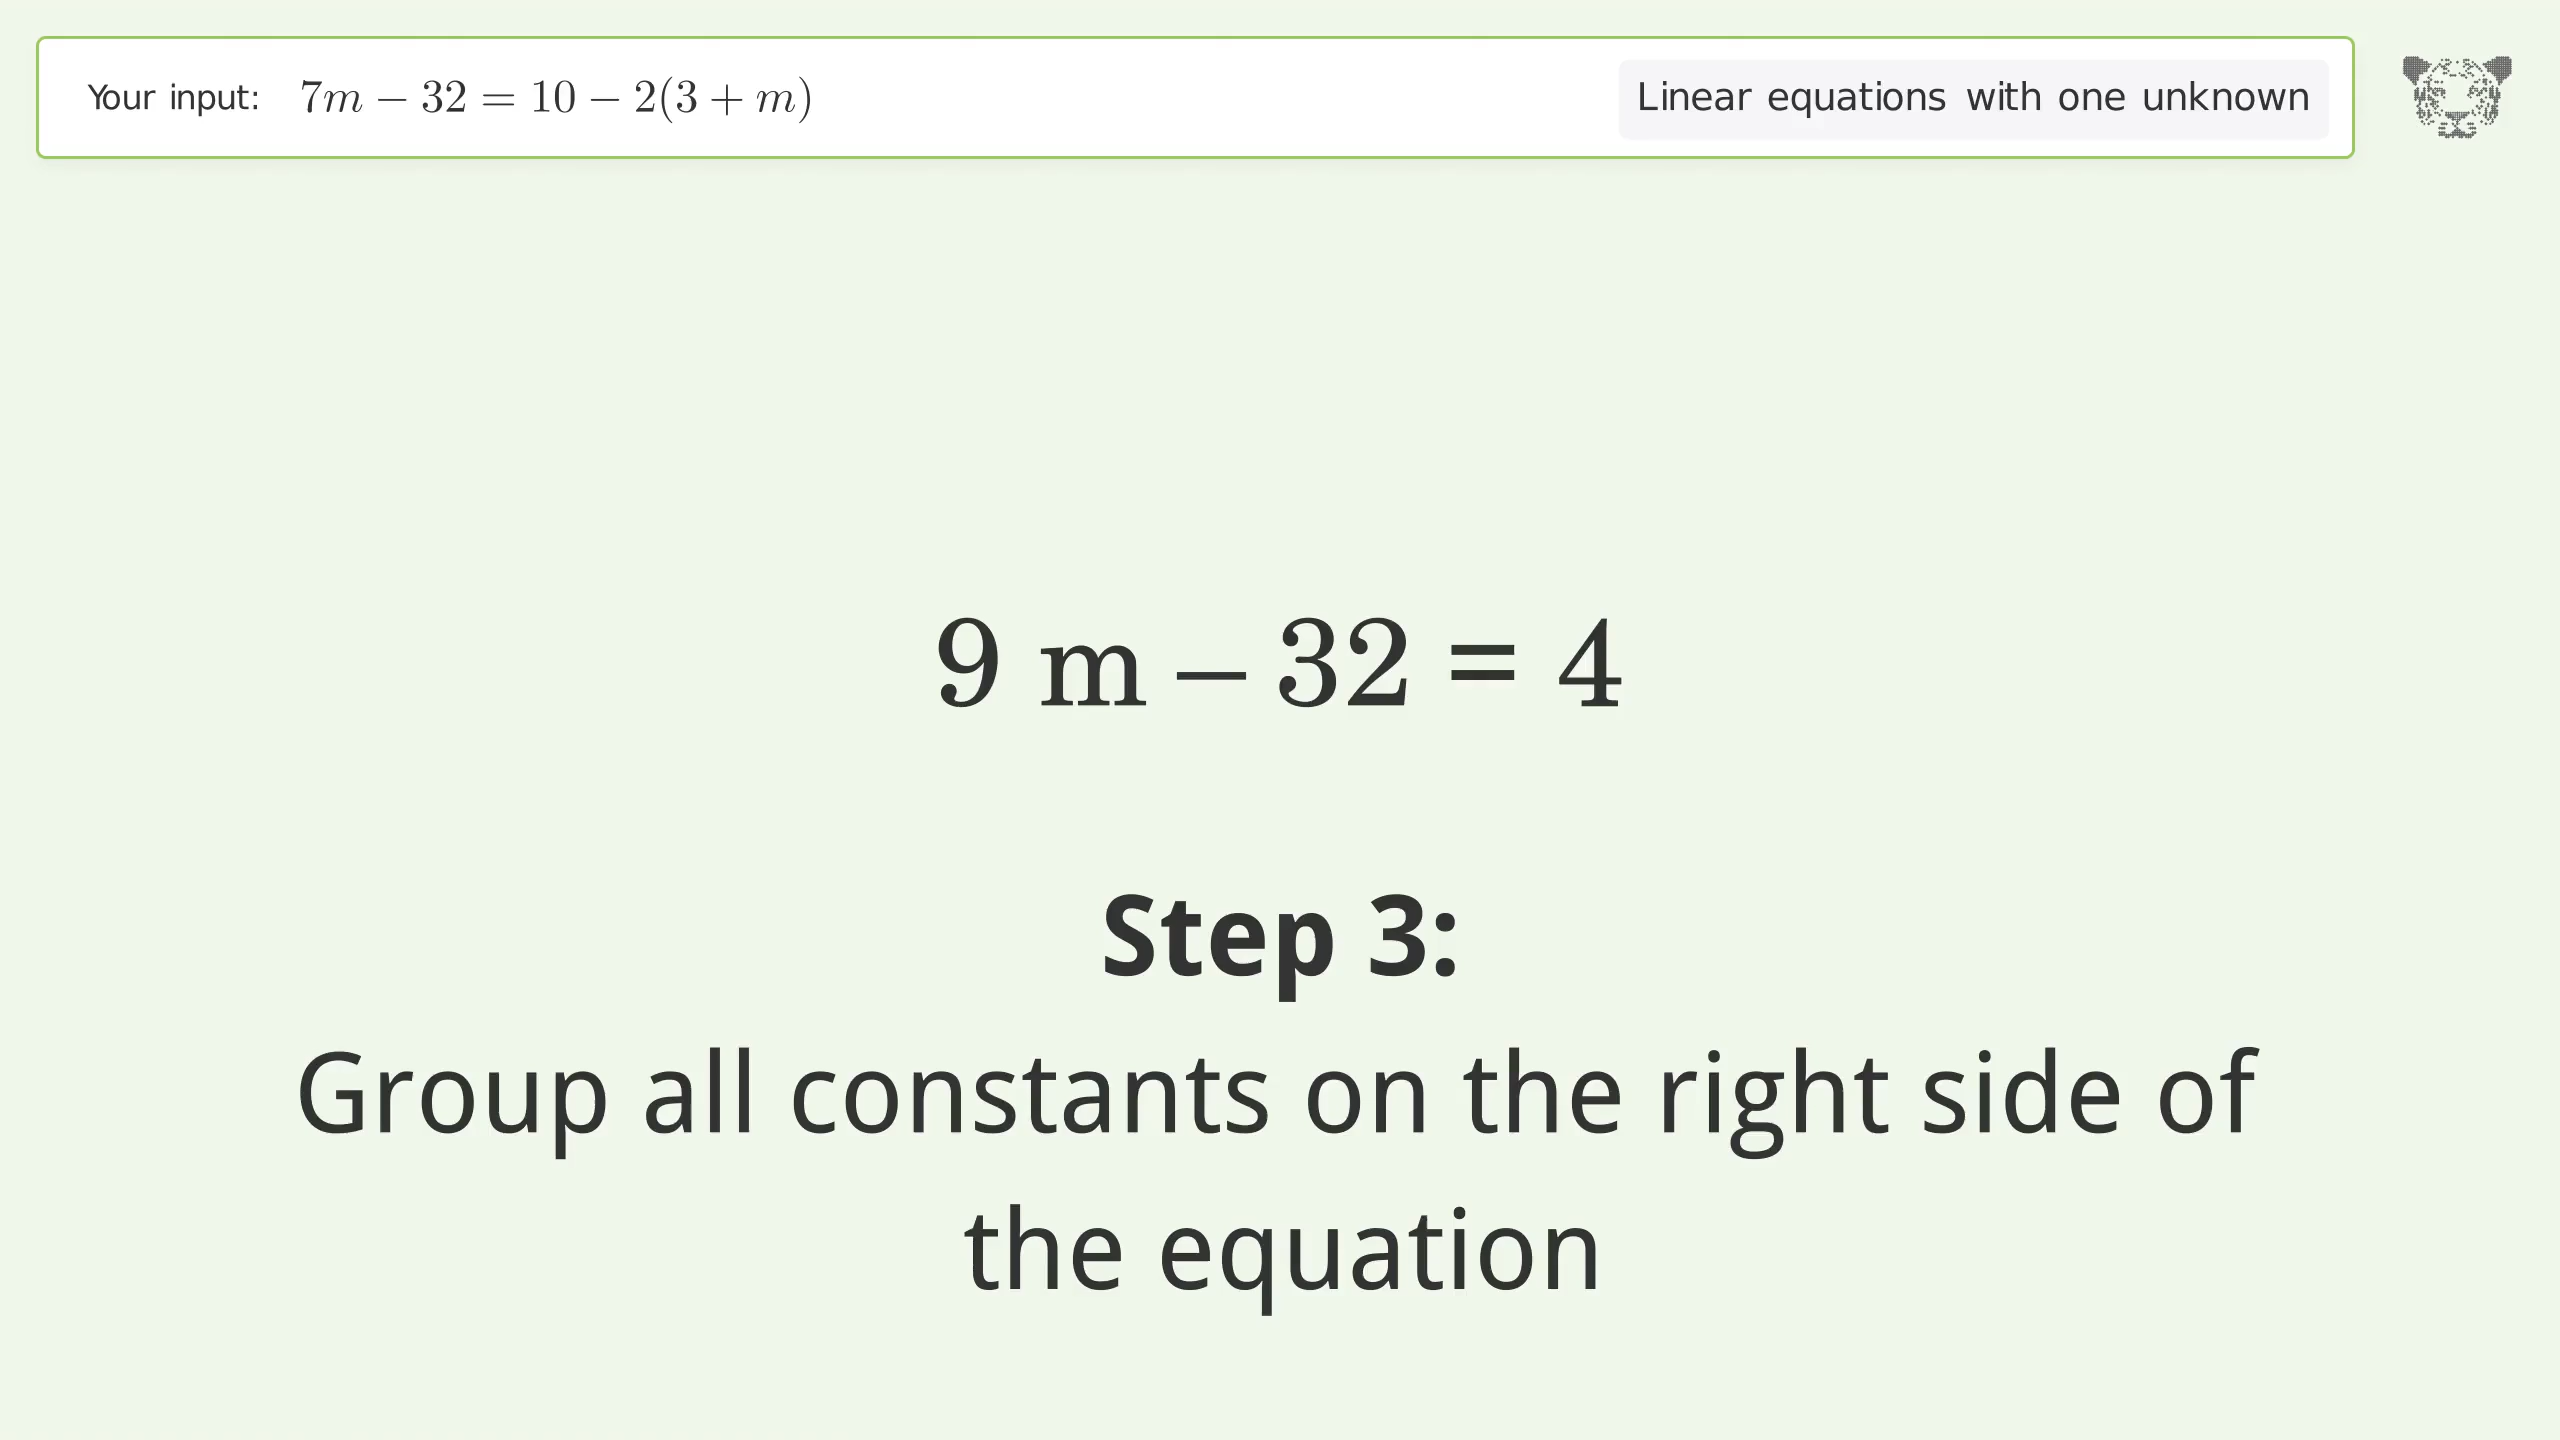 Your input: 7m − 32 = 10 − 2(3 + m) Linear equations with one unknown
9 m – 32 = 4
Step 3:
Group all constants on the right side of
the equation